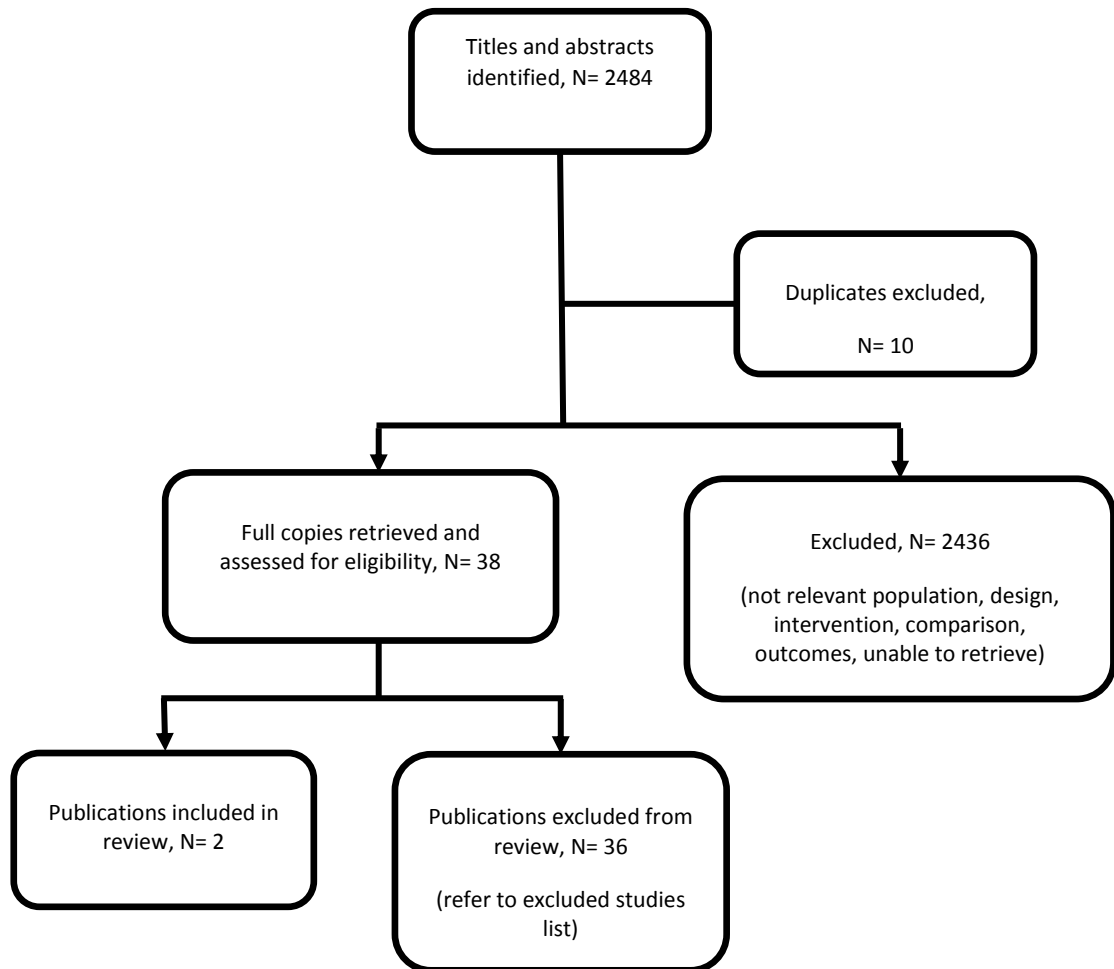 Titles and abstracts
identified, N= 2484
Duplicates excluded,
N= 10
Full copies retrieved and
assessed for eligibility, N= 38
Excluded, N= 2436
(not relevant population, design,
intervention, comparison,
outcomes, unable to retrieve)
Publications included in
review, N= 2
Publications excluded from
review, N= 36
(refer to excluded studies
list)